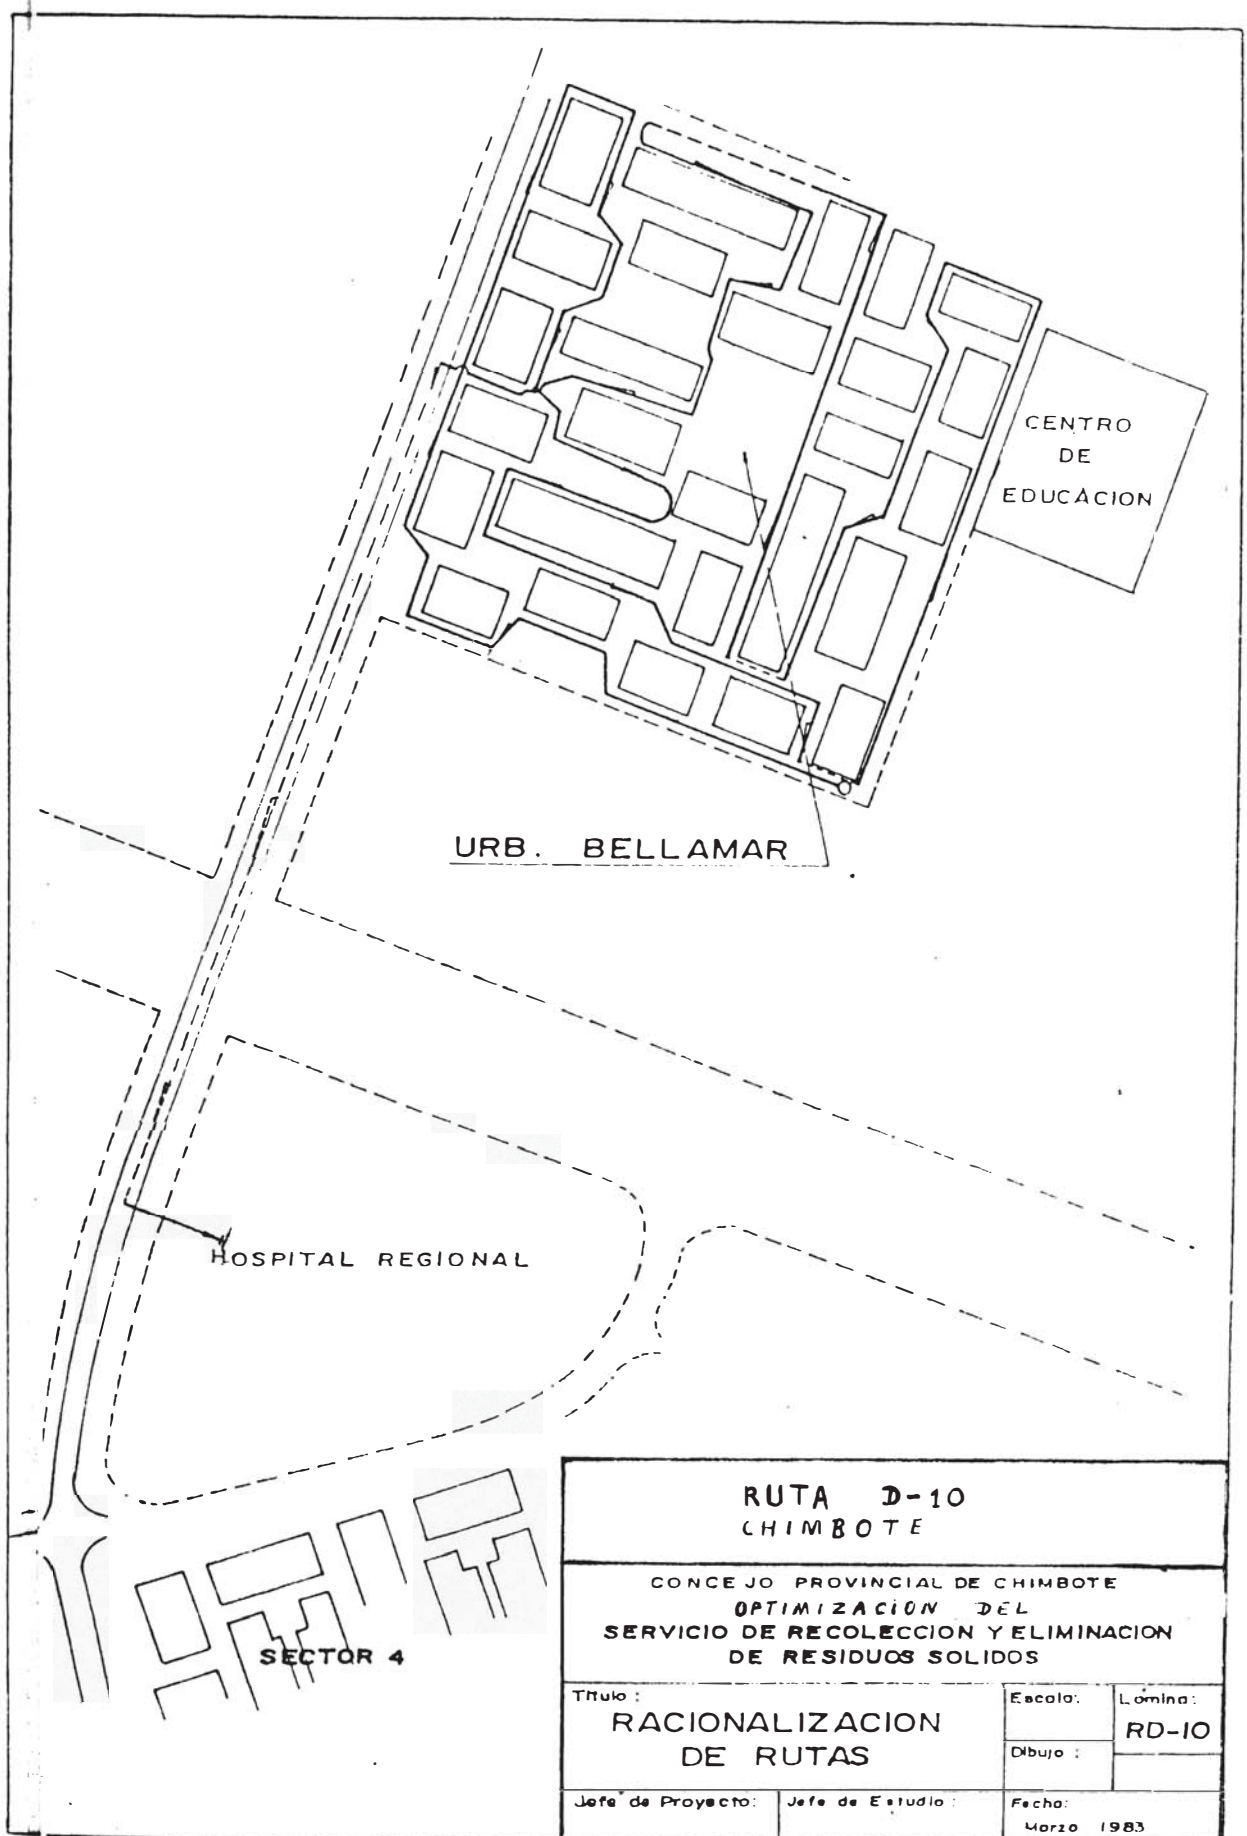 CENTRO
DE
EDUCACION
URB. BELLAMAR
HOSPITAL REGIONAL
SECTOR 4
RUTA D-10
CHIMBOTE
CONCEJO PROVINCIAL DE CHIMBOTE
OPTIMIZACION DEL
SERVICIO DE RECOLECCION Y ELIMINACION
DE RESIDUOS SOLIDOS
Titulo :
RACIONALIZACION
DE RUTAS
Escala:
Lámina:
RD-10
Dibujo :
Jefe de Proyecto:
Jefe de Estudio :
Fecha:
Marzo 1983